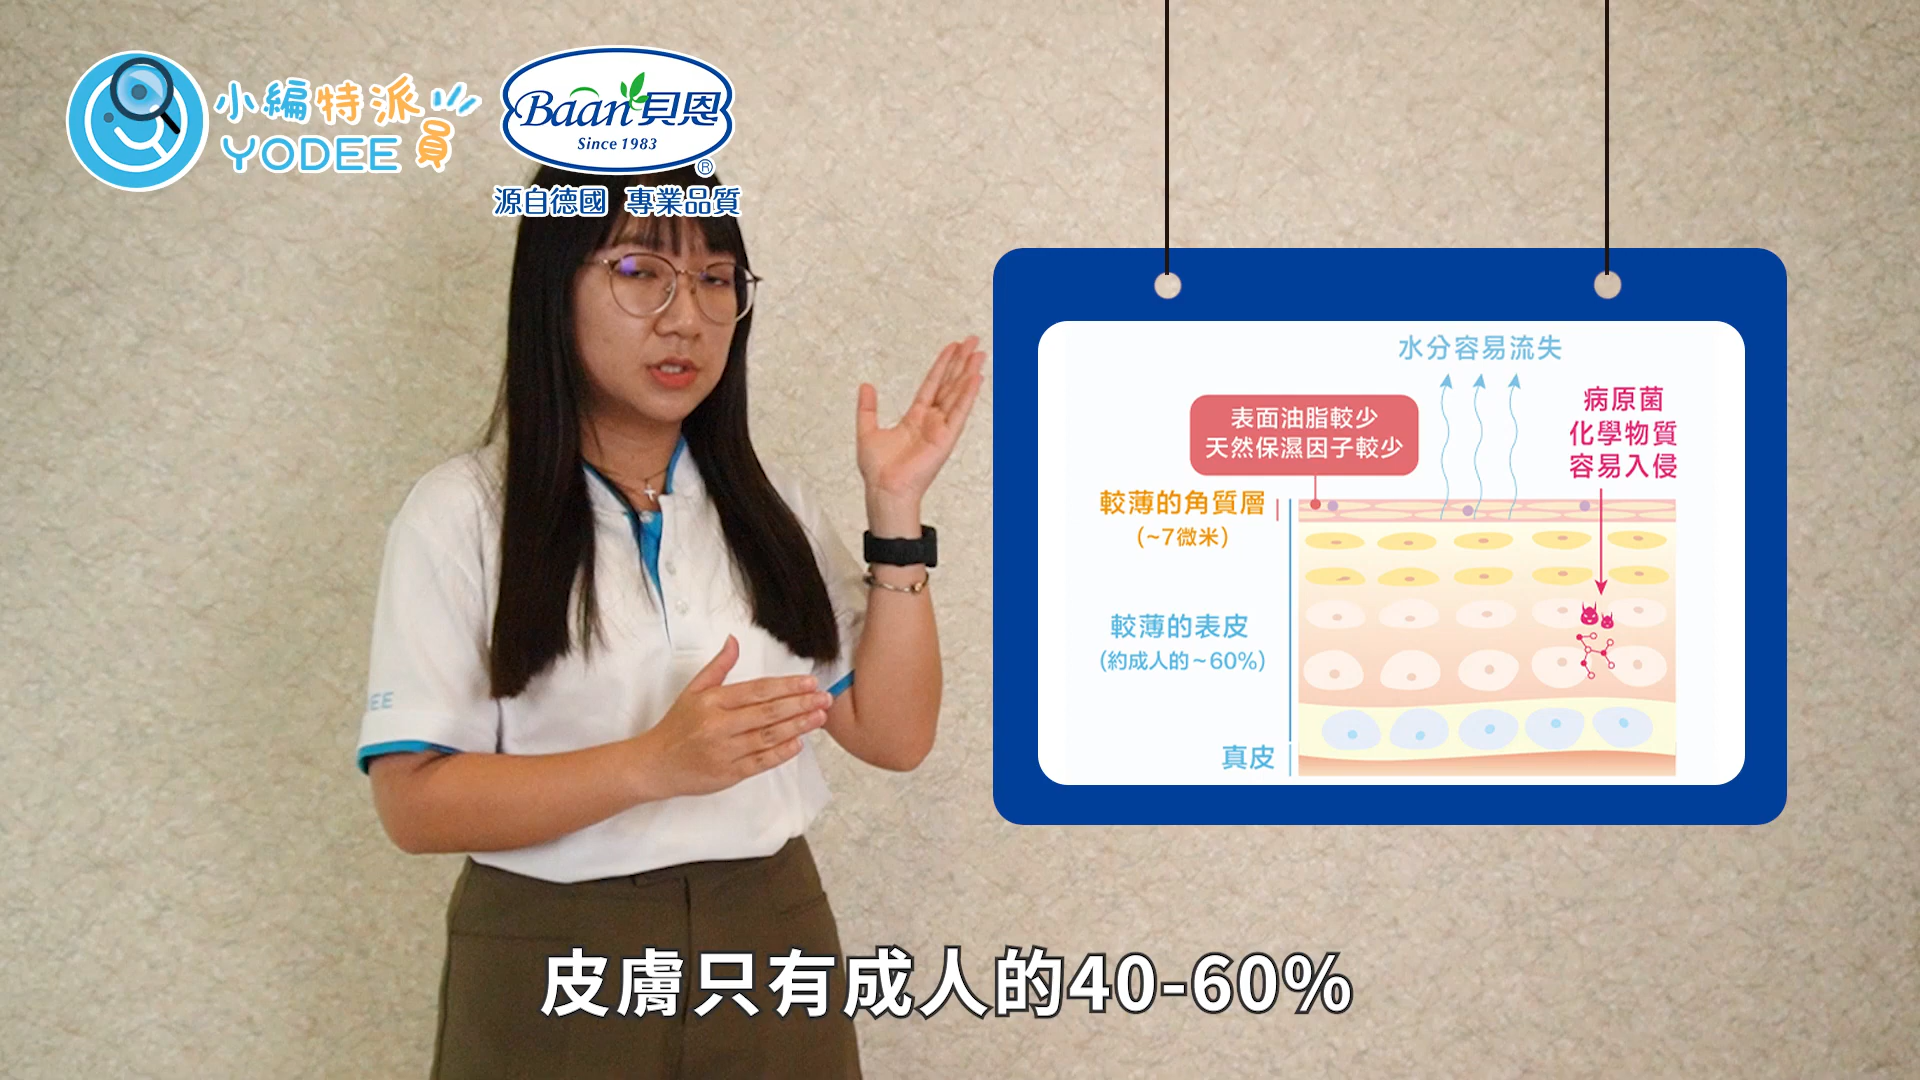 小編特派員
YODEE
Baan 貝恩
Since 1983
®
源自德國 專業品質
水分容易流失
表面油脂較少
天然保濕因子較少
病原菌
化學物質
容易入侵
較薄的角質層
(~7微米)
較薄的表皮
(約成人的~60%)
真皮
EE
皮膚只有成人的40-60%